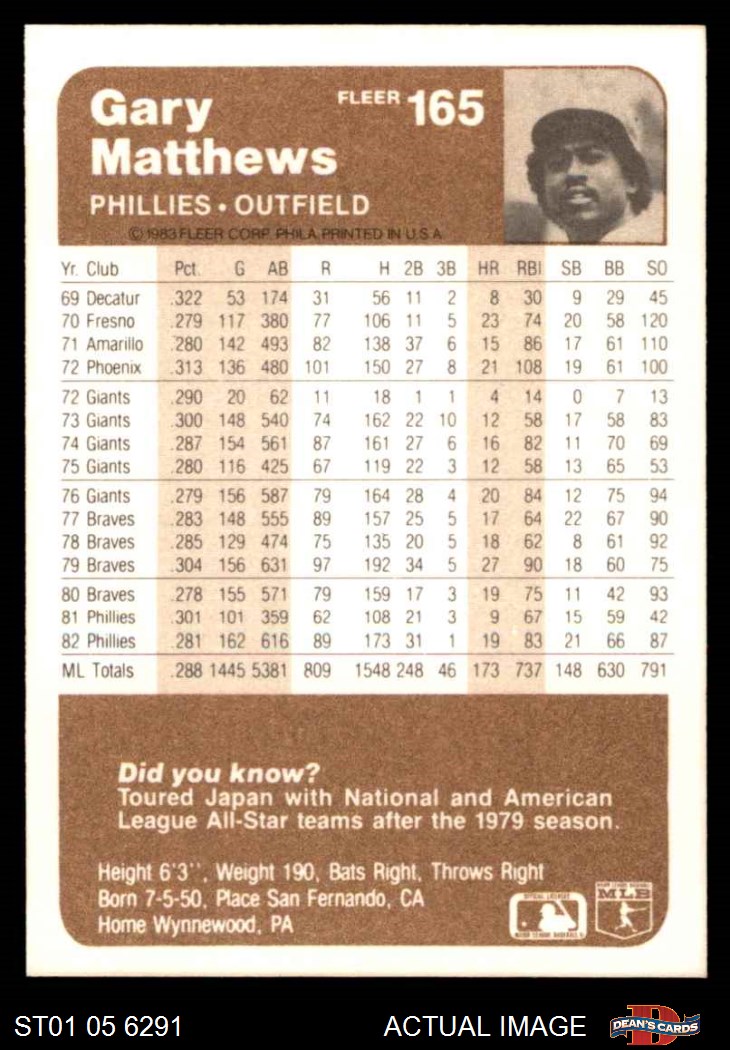 Gary
Matthews
FLEER 165
PHILLIES • OUTFIELD
© 1983 FLEER CORP. PHILA. PRINTED IN U.S.A.
Yr. Club Pct. G AB R H 2B 3B HR RBI SB BB SO
69 Decatur .322 53 174 31 56 11 2 8 30 9 29 45
70 Fresno .279 117 380 77 106 11 5 23 74 20 58 120
71 Amarillo .280 142 493 82 138 37 6 15 86 17 61 110
72 Phoenix .313 136 480 101 150 27 8 21 108 19 61 100
72 Giants .290 20 62 11 18 1 1 4 14 0 7 13
73 Giants .300 148 540 74 162 22 10 12 58 17 58 83
74 Giants .287 154 561 87 161 27 6 16 82 11 70 69
75 Giants .280 116 425 67 119 22 3 12 58 13 65 53
76 Giants .279 156 587 79 164 28 4 20 84 12 75 94
77 Braves .283 148 555 89 157 25 5 17 64 22 67 90
78 Braves .285 129 474 75 135 20 5 18 62 8 61 92
79 Braves .304 156 631 97 192 34 5 27 90 18 60 75
80 Braves .278 155 571 79 159 17 3 19 75 11 42 93
81 Phillies .301 101 359 62 108 21 3 9 67 15 59 42
82 Phillies .281 162 616 89 173 31 1 19 83 21 66 87
ML Totals .288 1445 5381 809 1548 248 46 173 737 148 630 791
Did you know?
Toured Japan with National and American
League All-Star teams after the 1979 season.
Height 6'3'', Weight 190, Bats Right, Throws Right
Born 7-5-50, Place San Fernando, CA
Home Wynnewood, PA
MLB
ST01 05 6291
ACTUAL IMAGE
DEAN'S CARDS